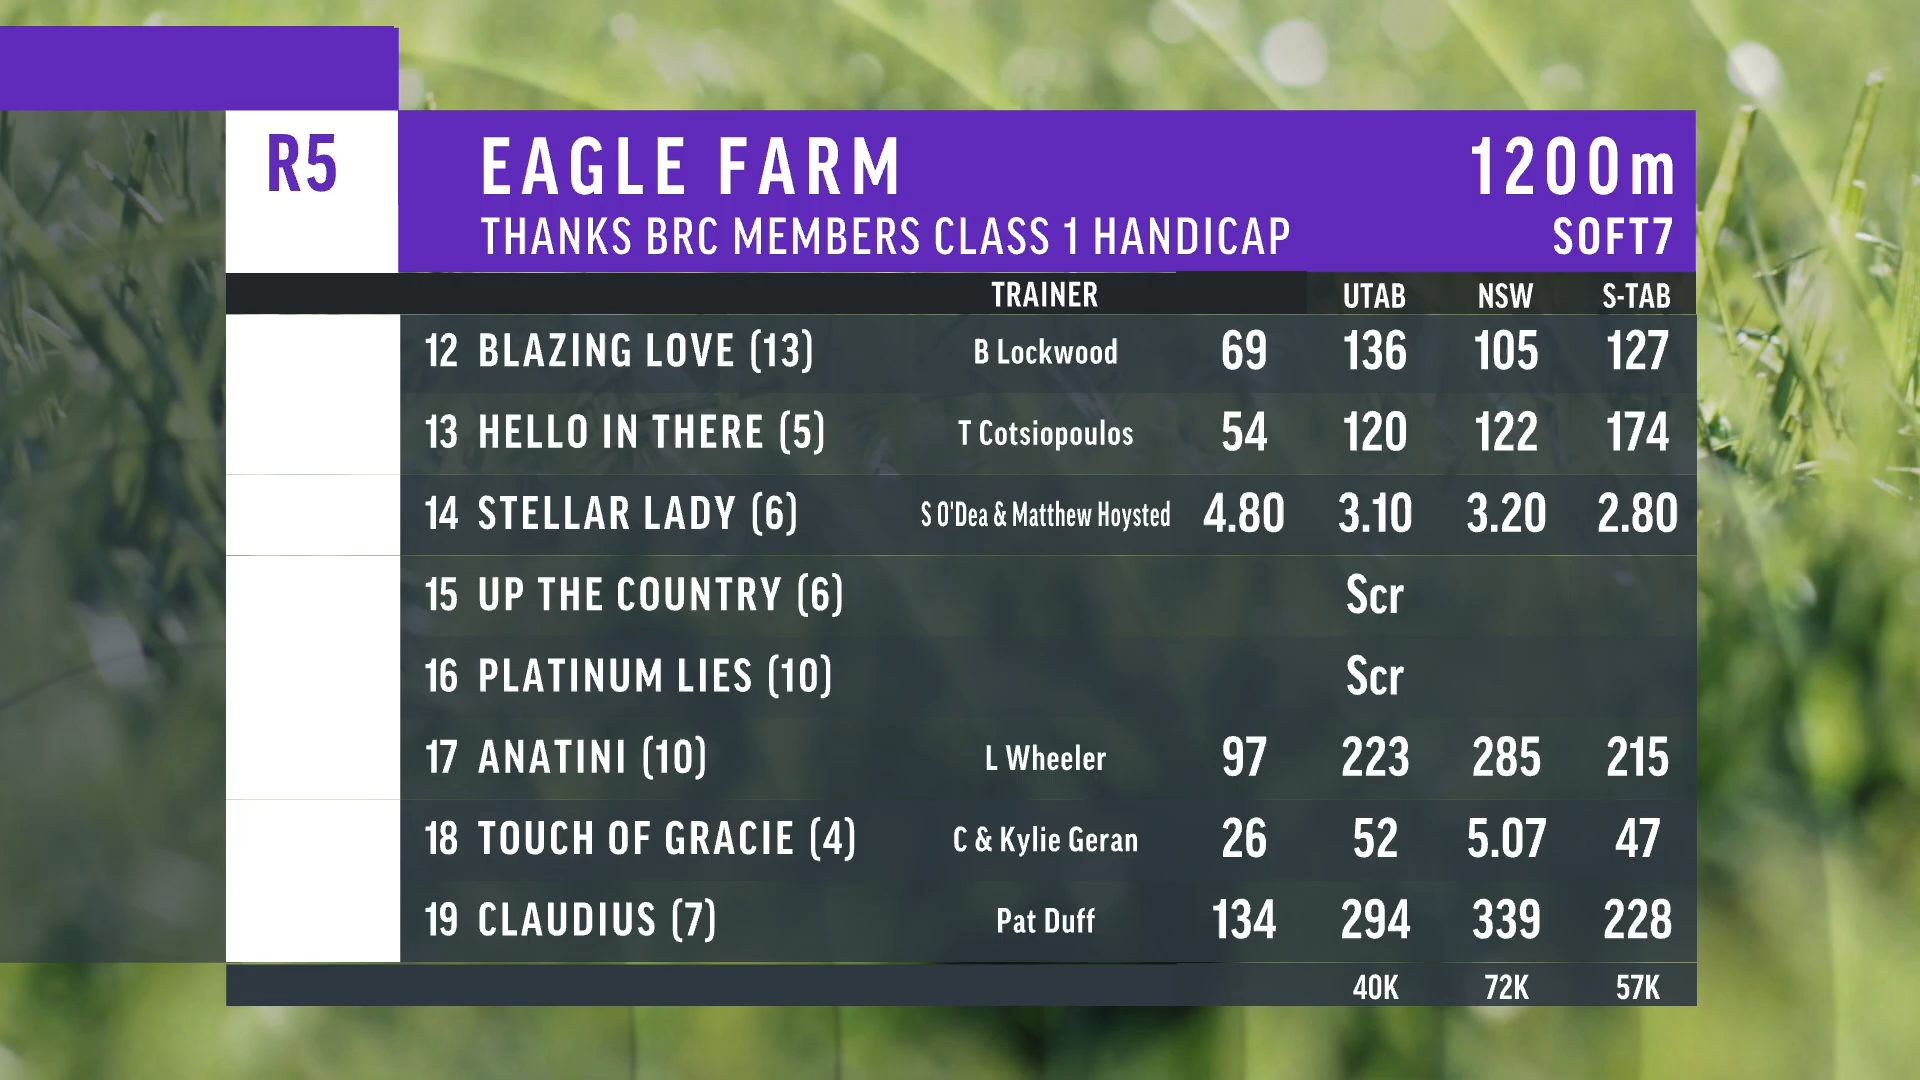 R5 EAGLE FARM 1200m
THANKS BRC MEMBERS CLASS 1 HANDICAP SOFT7
TRAINER UTAB NSW S-TAB
12 BLAZING LOVE (13) B Lockwood 69 136 105 127
13 HELLO IN THERE (5) T Cotsiopoulos 54 120 122 174
14 STELLAR LADY (6) S O'Dea & Matthew Hoysted 4.80 3.10 3.20 2.80
15 UP THE COUNTRY (6) Scr
16 PLATINUM LIES (10) Scr
17 ANATINI (10) L Wheeler 97 223 285 215
18 TOUCH OF GRACIE (4) C & Kylie Geran 26 52 5.07 47
19 CLAUDIUS (7) Pat Duff 134 294 339 228
40K 72K 57K